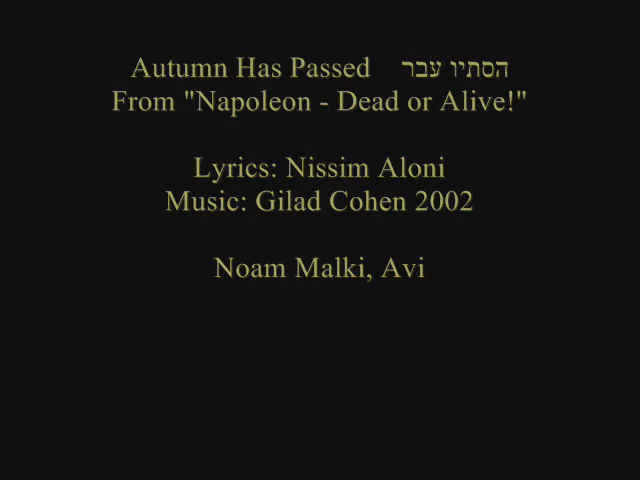 Autumn Has Passed הסתיו עבר
From "Napoleon - Dead or Alive!"
Lyrics: Nissim Aloni
Music: Gilad Cohen 2002
Noam Malki, Avi